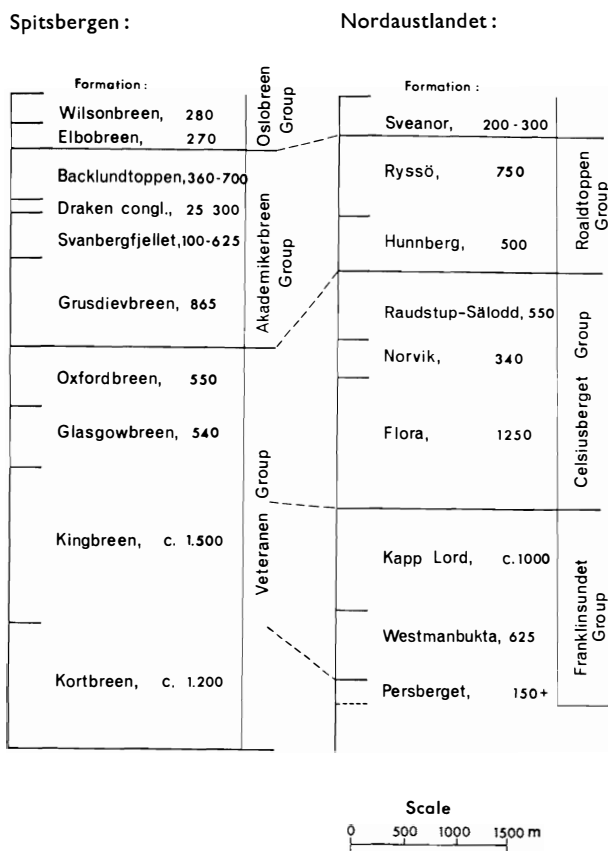 Spitsbergen :
Formation :
Wilsonbreen, 280
Elbobreen, 270
Backlundtoppen, 360-700
Draken congl., 25 300
Svanbergfjellet, 100-625
Grusdievbreen, 865
Oxfordbreen, 550
Glasgowbreen, 540
Kingbreen, c. 1.500
Kortbreen, c. 1.200
Oslobreen
Group
Akademikerbreen
Group
Veteranen Group
Nordaustlandet :
Formation :
Sveanor, 200 - 300
Ryssö, 750
Hunnberg, 500
Raudstup-Sälodd, 550
Norvik, 340
Flora, 1250
Kapp Lord, c.1000
Westmanbukta, 625
Persberget, 150+
Roaldtoppen
Group
Celsiusberget Group
Franklinsundet
Group
Scale
0 500 1000 1500 m